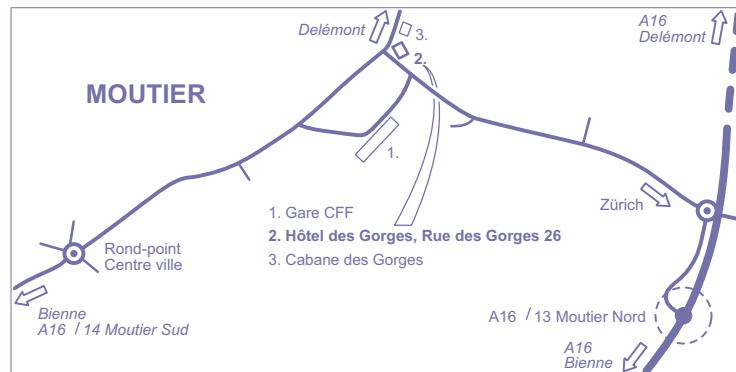 Delémont
3.
2.
A16
Delémont
MOUTIER
1.
Zürich
1. Gare CFF
2. Hôtel des Gorges, Rue des Gorges 26
3. Cabane des Gorges
Rond-point
Centre ville
Bienne
A16 / 14 Moutier Sud
A16 / 13 Moutier Nord
A16
Bienne